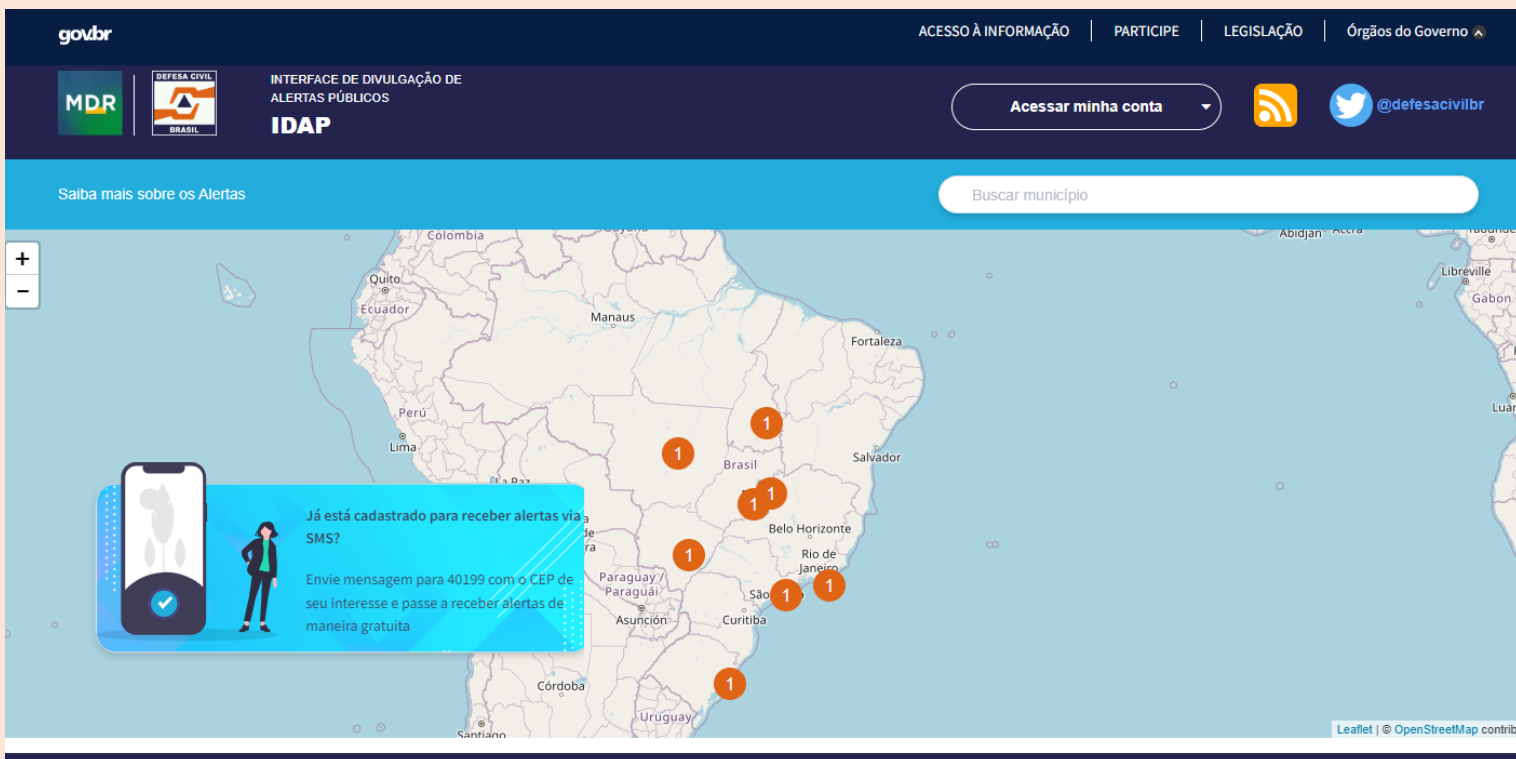 gov.br
ACESSO À INFORMAÇÃO
PARTICIPE
LEGISLAÇÃO
Órgãos do Governo
MDR
DEFESA CIVIL
BRASIL
INTERFACE DE DIVULGAÇÃO DE
ALERTAS PÚBLICOS
IDAP
Acessar minha conta
@defesacivilbr
Saiba mais sobre os Alertas
Buscar município
+
−
Colombia
Quito
Ecuador
Manaus
Fortaleza
Abidjan
Accra
Libreville
Gabon
Perú
Lima
1
1
Brasil
Salvador
La Paz
1
1
Belo Horizonte
1
Rio de
Janeiro
Paraguay /
Paraguái
São
1
1
Asunción
Curitiba
1
Córdoba
Uruguay
Santiago
Já está cadastrado para receber alertas via
SMS?
Envie mensagem para 40199 com o CEP de
seu interesse e passe a receber alertas de
maneira gratuita
Leaflet | © OpenStreetMap contrib